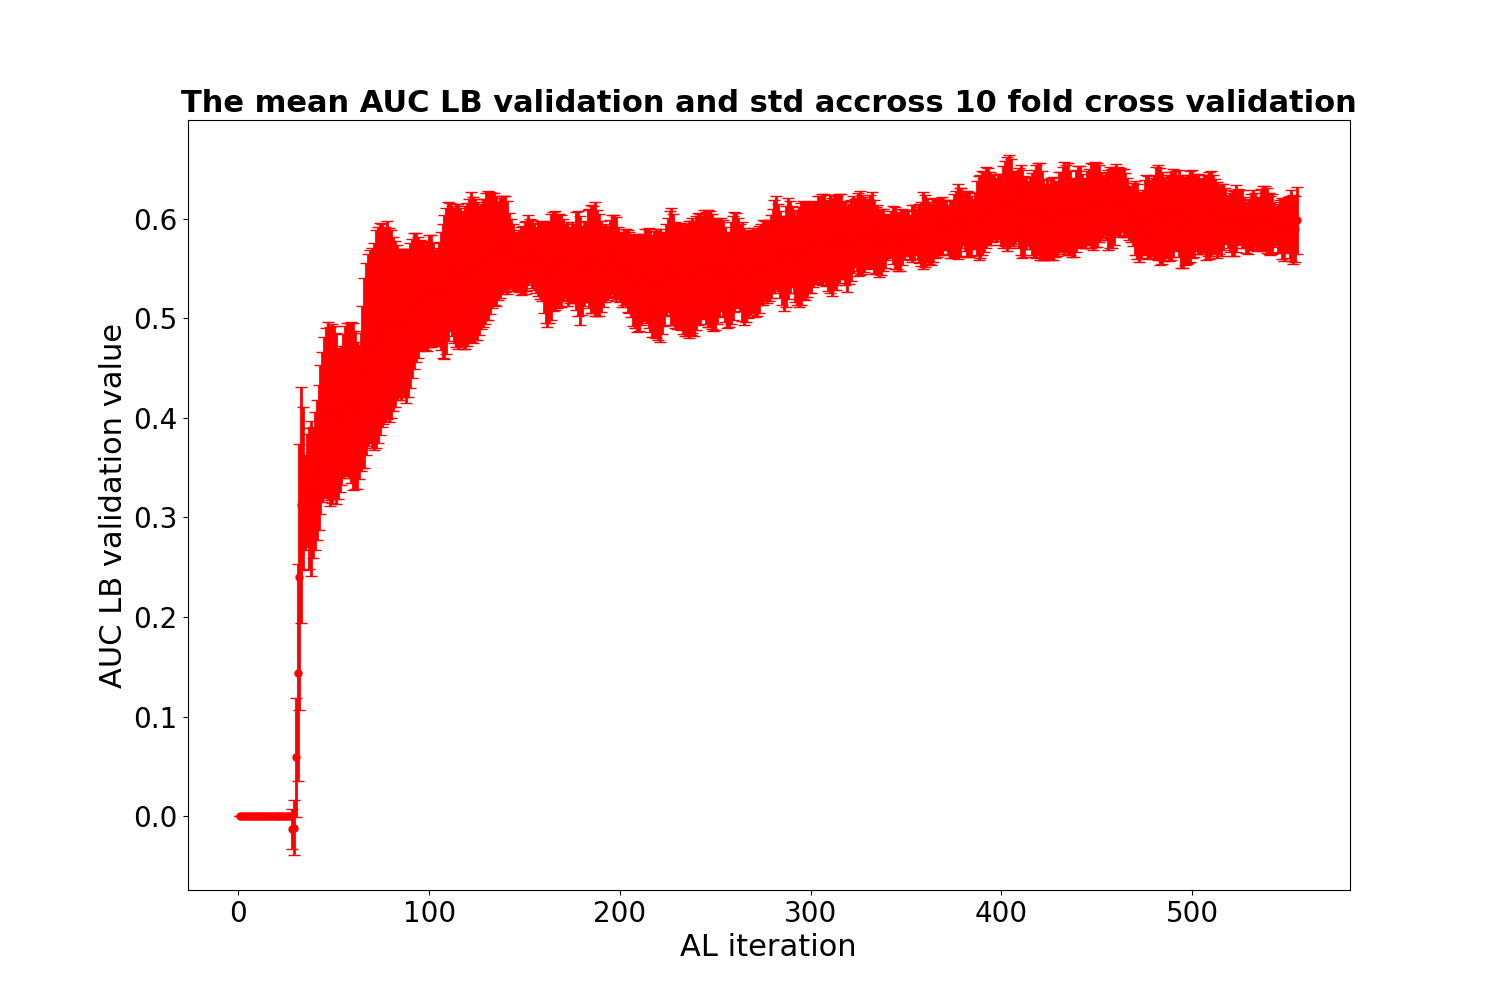 The mean AUC LB validation and std accross 10 fold cross validation
AUC LB validation value
0.6
0.5
0.4
0.3
0.2
0.1
0.0
0 100 200 300 400 500
AL iteration